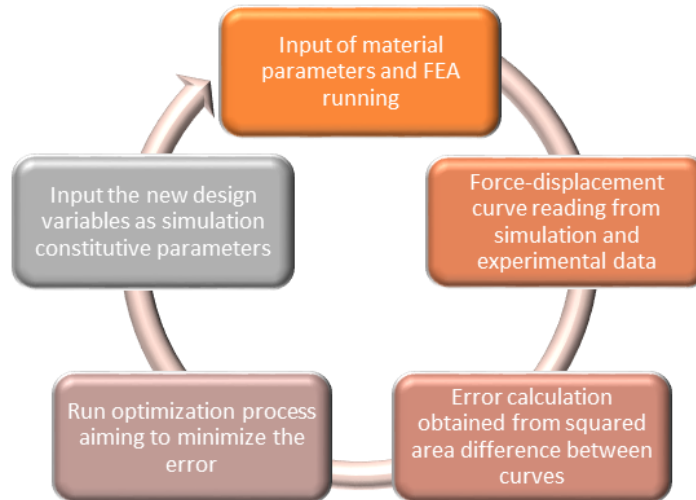 Input of material
parameters and FEA
running
Force-displacement
curve reading from
simulation and
experimental data
Error calculation
obtained from squared
area difference between
curves
Run optimization process
aiming to minimize the
error
Input the new design
variables as simulation
constitutive parameters